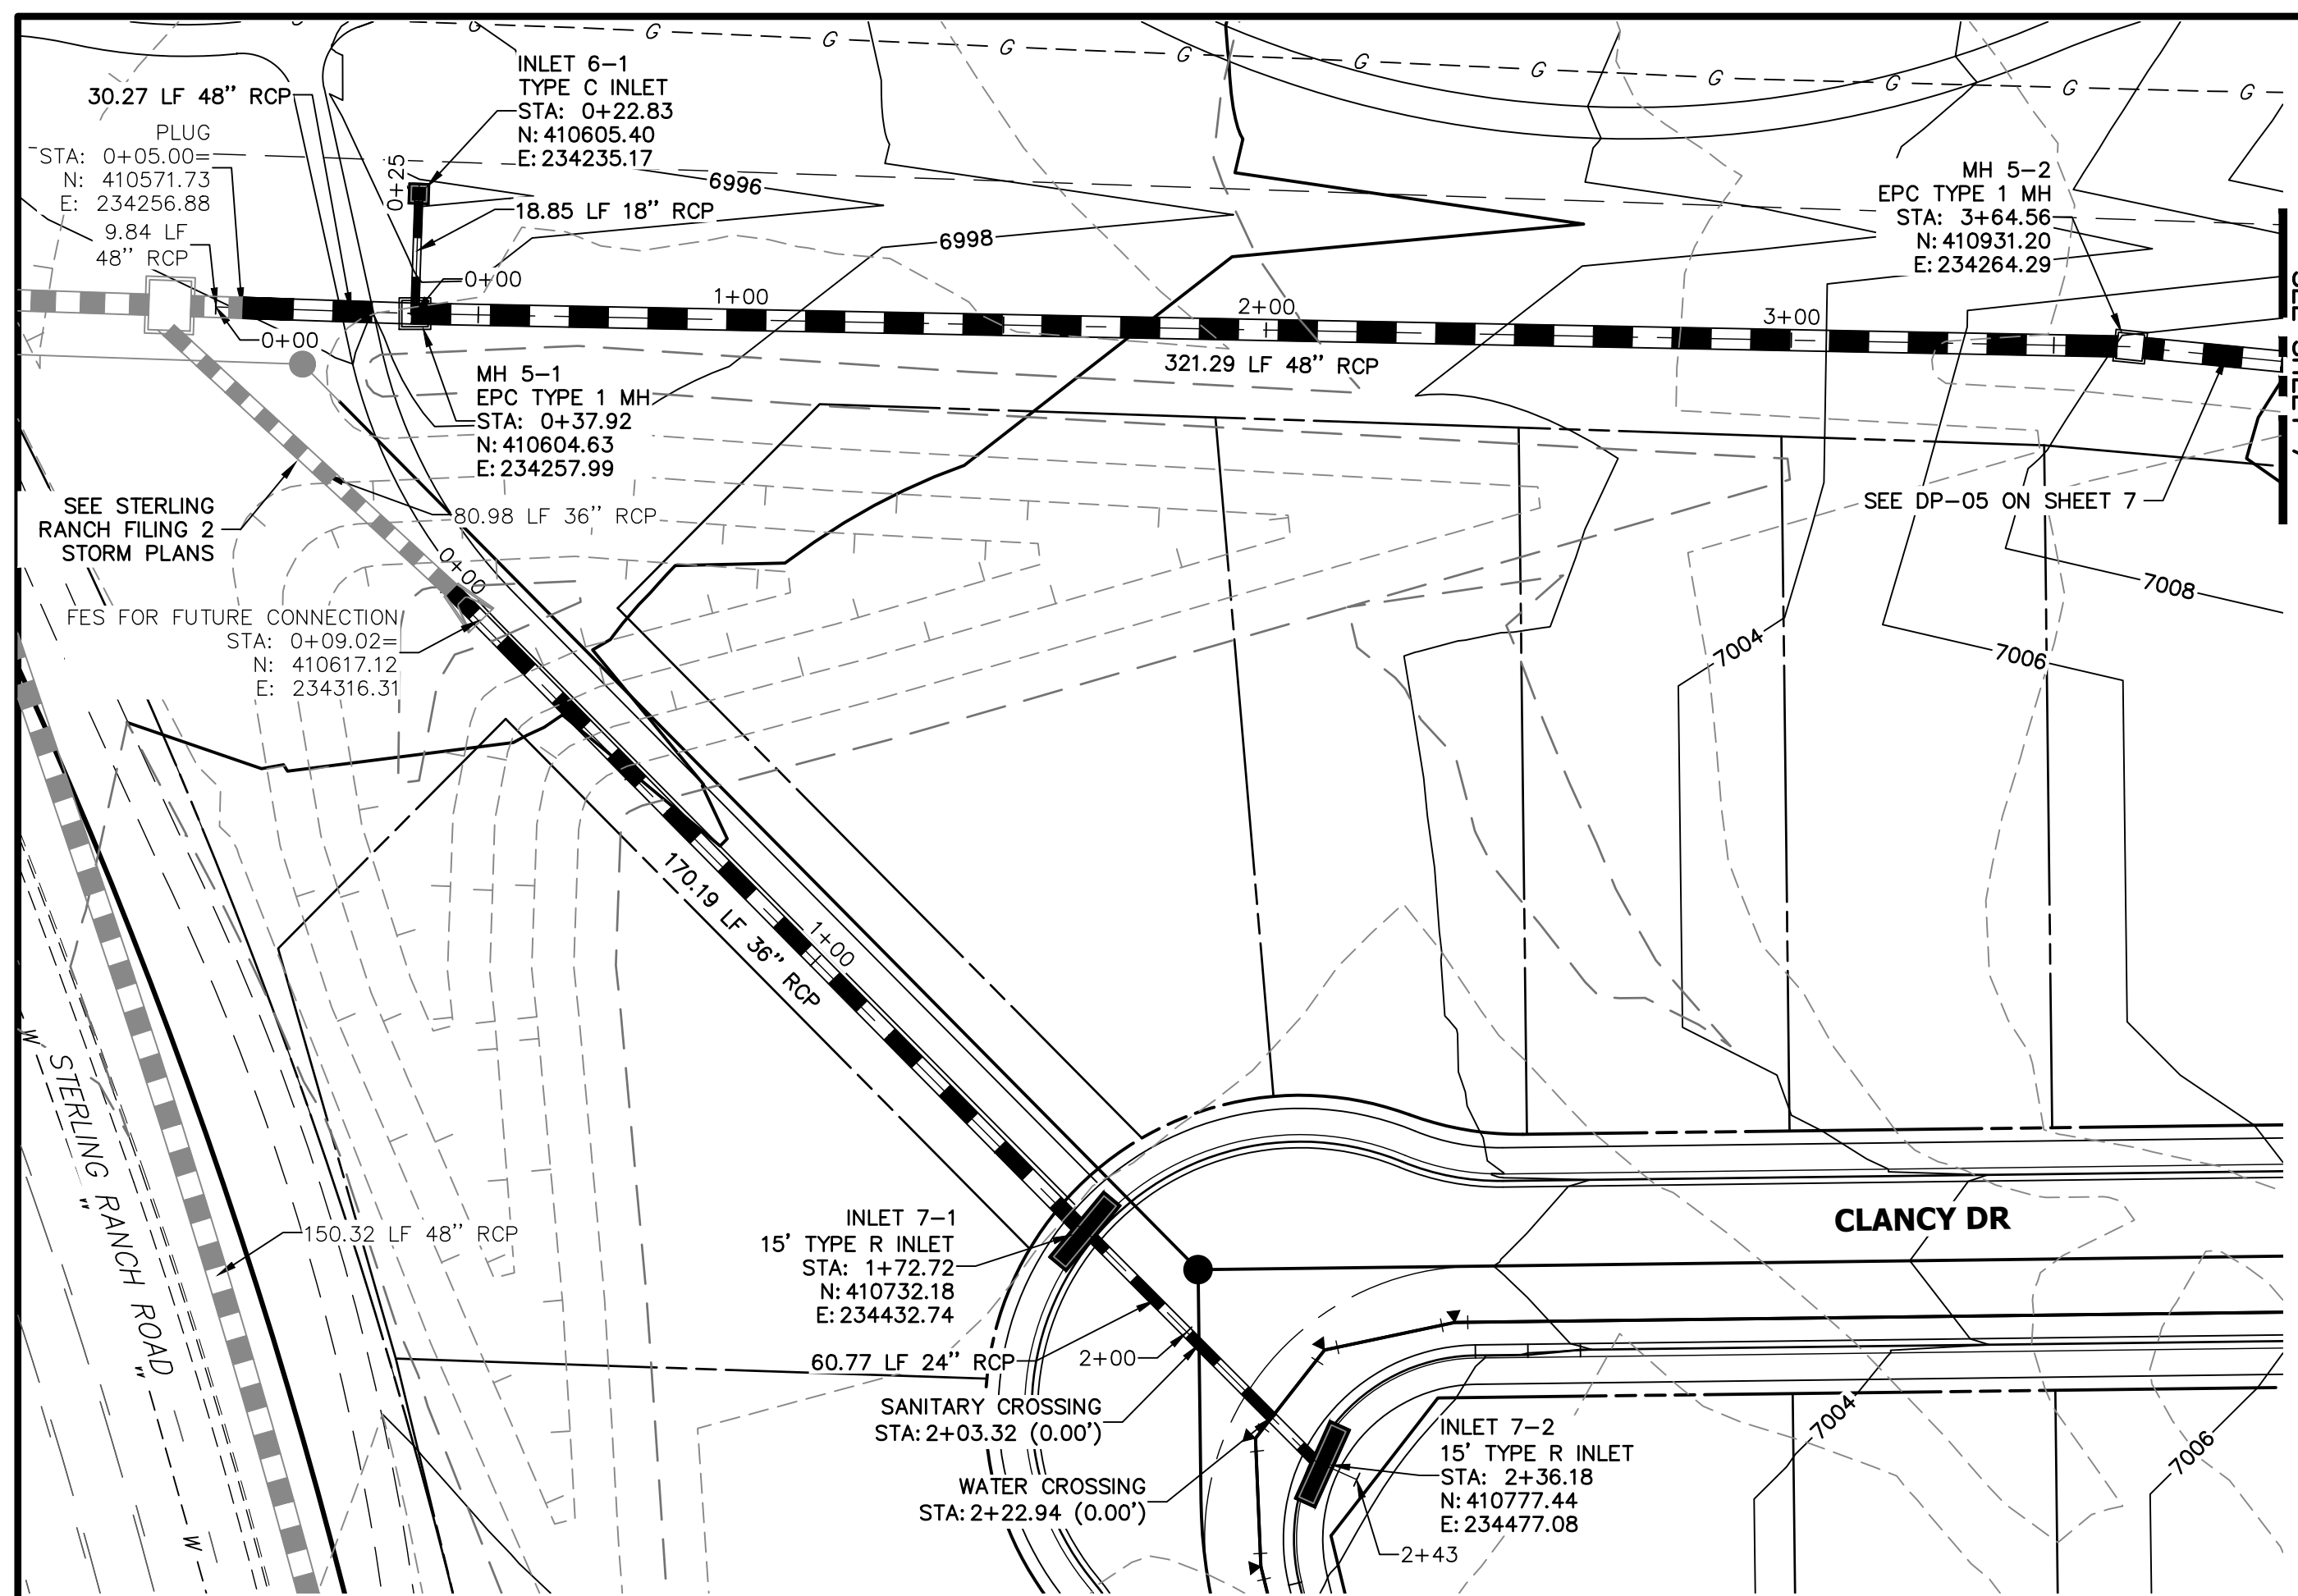 G G G G G G G G G G G
INLET 6-1
TYPE C INLET
STA: 0+22.83
N: 410605.40
E: 234235.17
30.27 LF 48" RCP
PLUG
STA: 0+05.00=
N: 410571.73
E: 234256.88
9.84 LF
48" RCP
0+25
6996
18.85 LF 18" RCP
6998
MH 5-2
EPC TYPE 1 MH
STA: 3+64.56
N: 410931.20
E: 234264.29
0+00
1+00
2+00
3+00
0+00
321.29 LF 48" RCP
MH 5-1
EPC TYPE 1 MH
STA: 0+37.92
N: 410604.63
E: 234257.99
SEE DP-05 ON SHEET 7
SEE STERLING
RANCH FILING 2
STORM PLANS
80.98 LF 36" RCP
0+00
7008
FES FOR FUTURE CONNECTION
STA: 0+09.02=
N: 410617.12
E: 234316.31
7004
7006
170.19 LF 36" RCP
1+00
W
W
STERLING RANCH ROAD
150.32 LF 48" RCP
INLET 7-1
15' TYPE R INLET
STA: 1+72.72
N: 410732.18
E: 234432.74
CLANCY DR
60.77 LF 24" RCP
2+00
SANITARY CROSSING
STA: 2+03.32 (0.00')
7004
7006
INLET 7-2
15' TYPE R INLET
STA: 2+36.18
N: 410777.44
E: 234477.08
WATER CROSSING
STA: 2+22.94 (0.00')
2+43
W